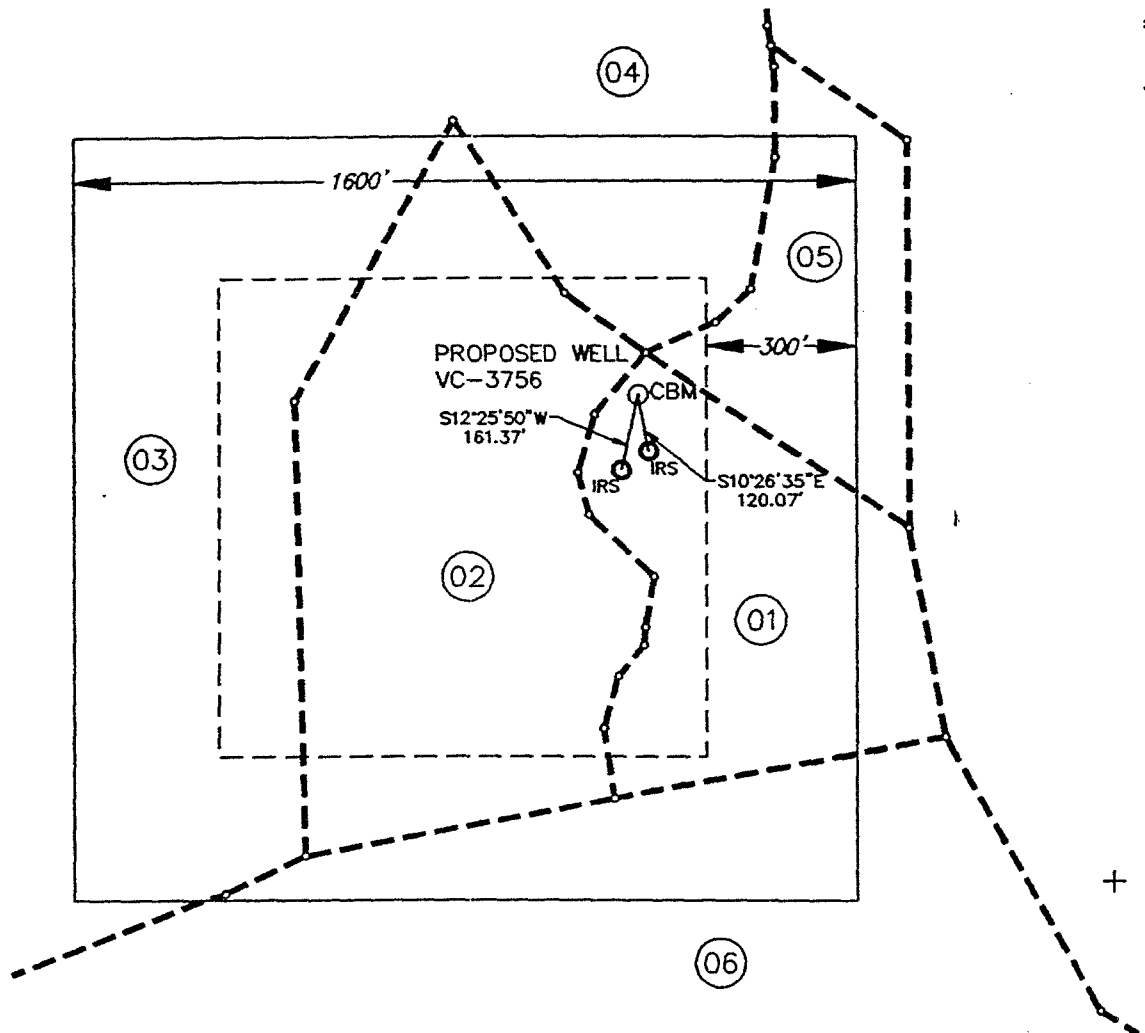 04
1600'
05
300'
PROPOSED WELL
VC-3756
CBM
S12°25'50"W
161.37'
03
IRS
IRS
S10°26'35"E
120.07'
02
01
06